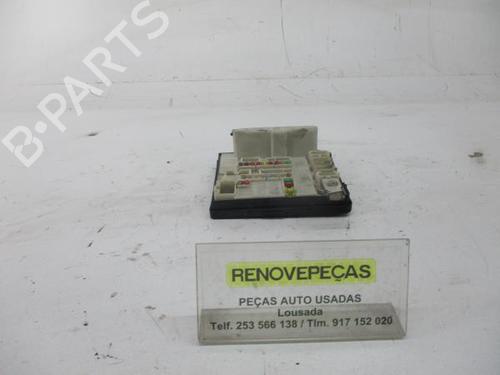 B-PARTS
RENOVEPEÇAS
PEÇAS AUTO USADAS
Lousada
Telf. 253 566 138 / Tlm. 917 152 020